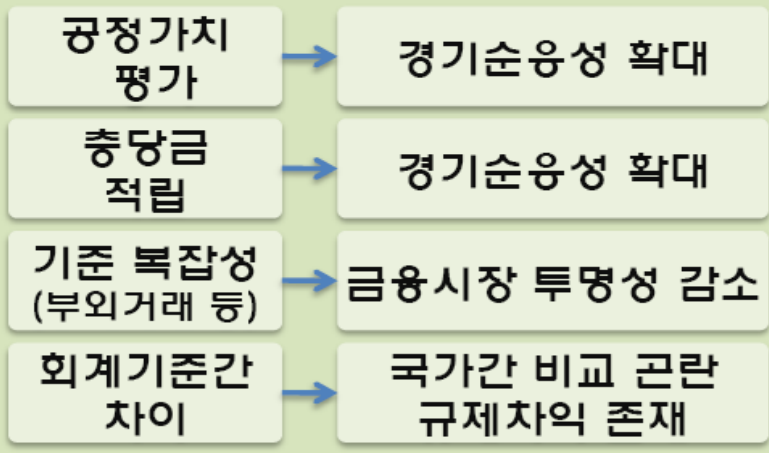 공정가치
평가
경기순응성 확대
충당금
적립
경기순응성 확대
기준 복잡성
(부외거래 등)
금융시장 투명성 감소
회계기준간
차이
국가간 비교 곤란
규제차익 존재